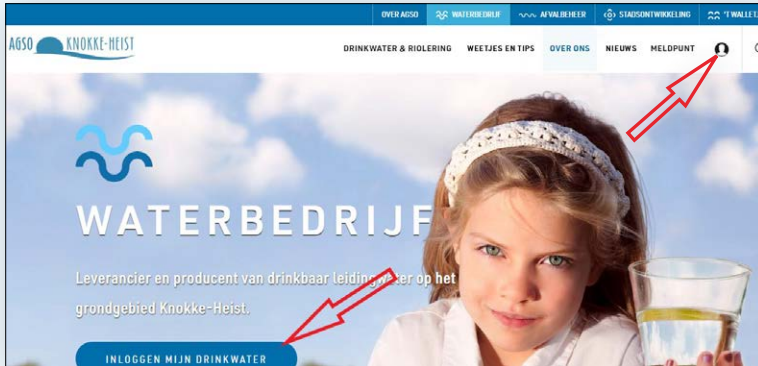 OVER AGSO WATERBEDRIJF AFVALBEHEER STADSONTWIKKELING 'T WALLETJ
AGSO KNOKKE-HEIST
DRINKWATER & RIOLERING WEETJES EN TIPS OVER ONS NIEUWS MELDPUNT
WATERBEDRIJF
Leverancier en producent van drinkbaar leidingwater op het
grondgebied Knokke-Heist.
INLOGGEN MIJN DRINKWATER